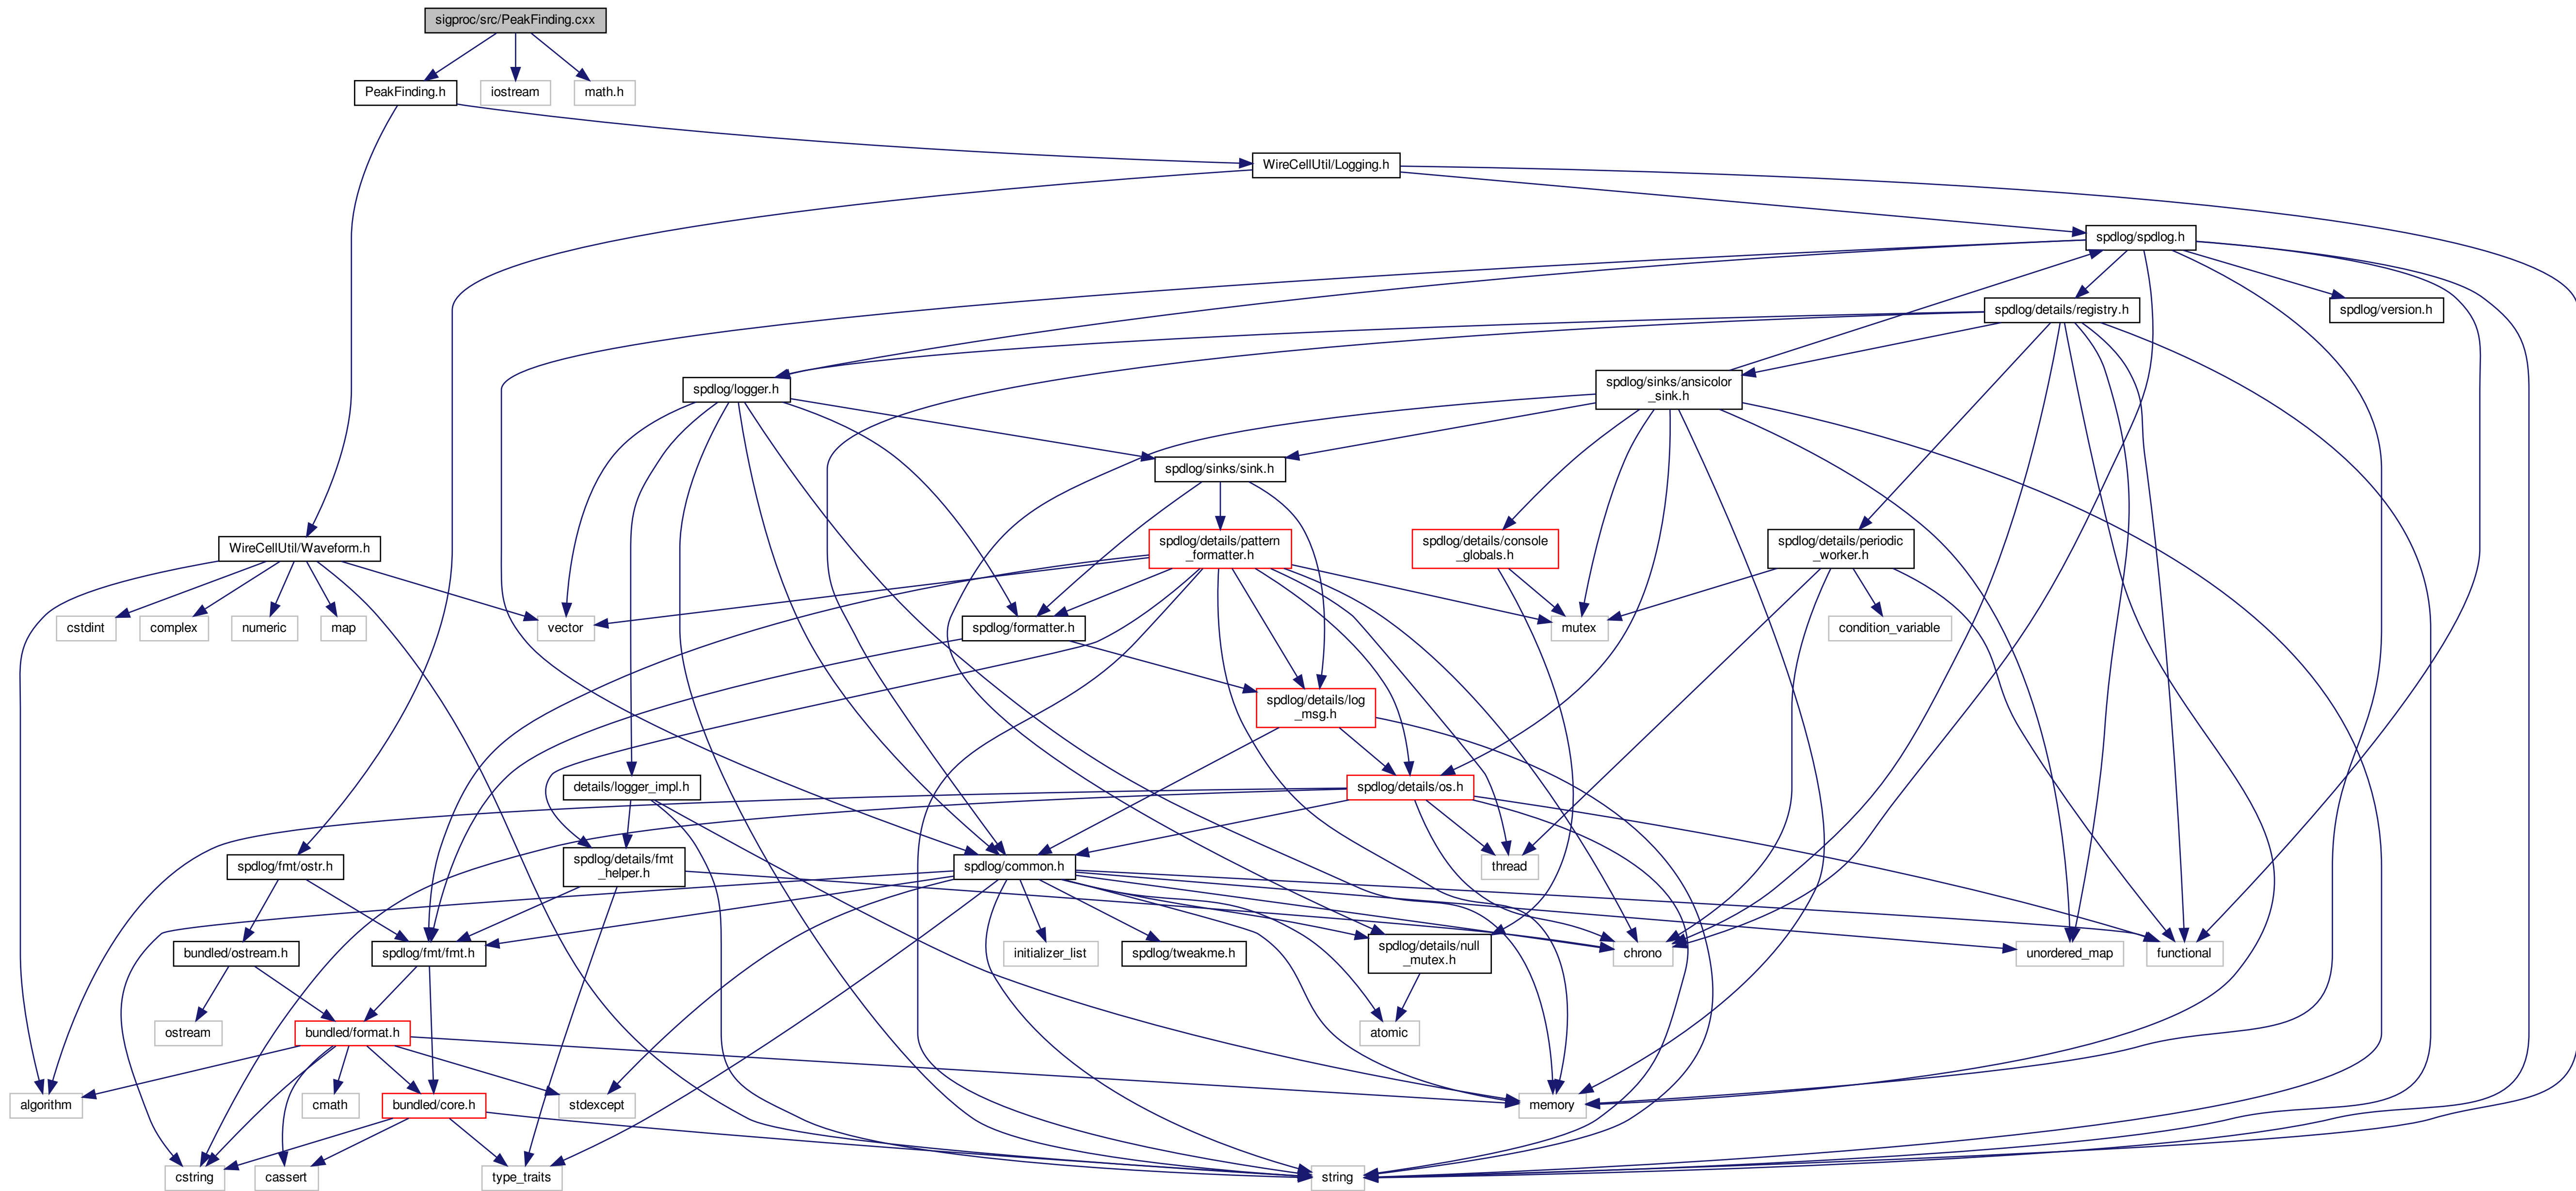 sigproc/src/PeakFinding.cxx
PeakFinding.h
iostream
math.h
WireCellUtil/Logging.h
spdlog/spdlog.h
spdlog/details/registry.h
spdlog/version.h
spdlog/logger.h
spdlog/sinks/ansicolor
_sink.h
spdlog/sinks/sink.h
WireCellUtil/Waveform.h
spdlog/details/pattern
_formatter.h
spdlog/details/console
_globals.h
spdlog/details/periodic
_worker.h
cstdint
complex
numeric
map
vector
spdlog/formatter.h
mutex
condition_variable
spdlog/details/log
_msg.h
details/logger_impl.h
spdlog/details/os.h
spdlog/fmt/ostr.h
spdlog/details/fmt
_helper.h
spdlog/common.h
thread
bundled/ostream.h
spdlog/fmt/fmt.h
initializer_list
spdlog/tweakme.h
spdlog/details/null
_mutex.h
chrono
unordered_map
functional
ostream
bundled/format.h
atomic
algorithm
cmath
bundled/core.h
stdexcept
memory
cstring
cassert
type_traits
string